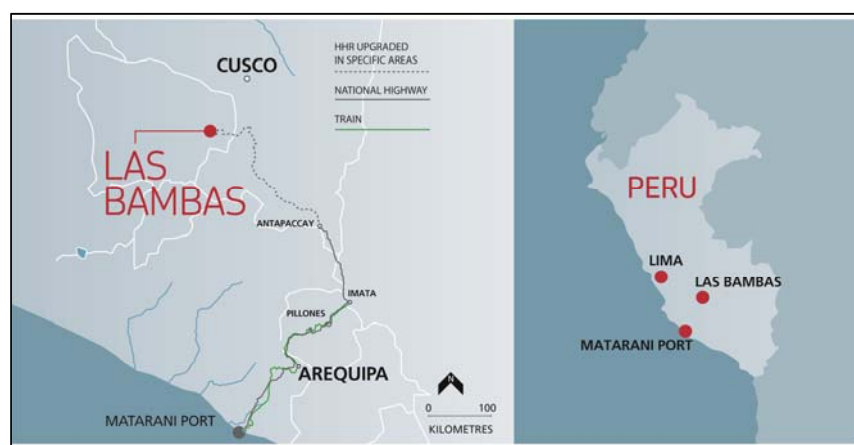 CUSCO
HHR UPGRADED
IN SPECIFIC AREAS
NATIONAL HIGHWAY
TRAIN
LAS
BAMBAS
ANTAPACCAY
IMATA
PILLONES
AREQUIPA
MATARANI PORT
N
0 100
KILOMETRES
PERU
LIMA
LAS BAMBAS
MATARANI PORT